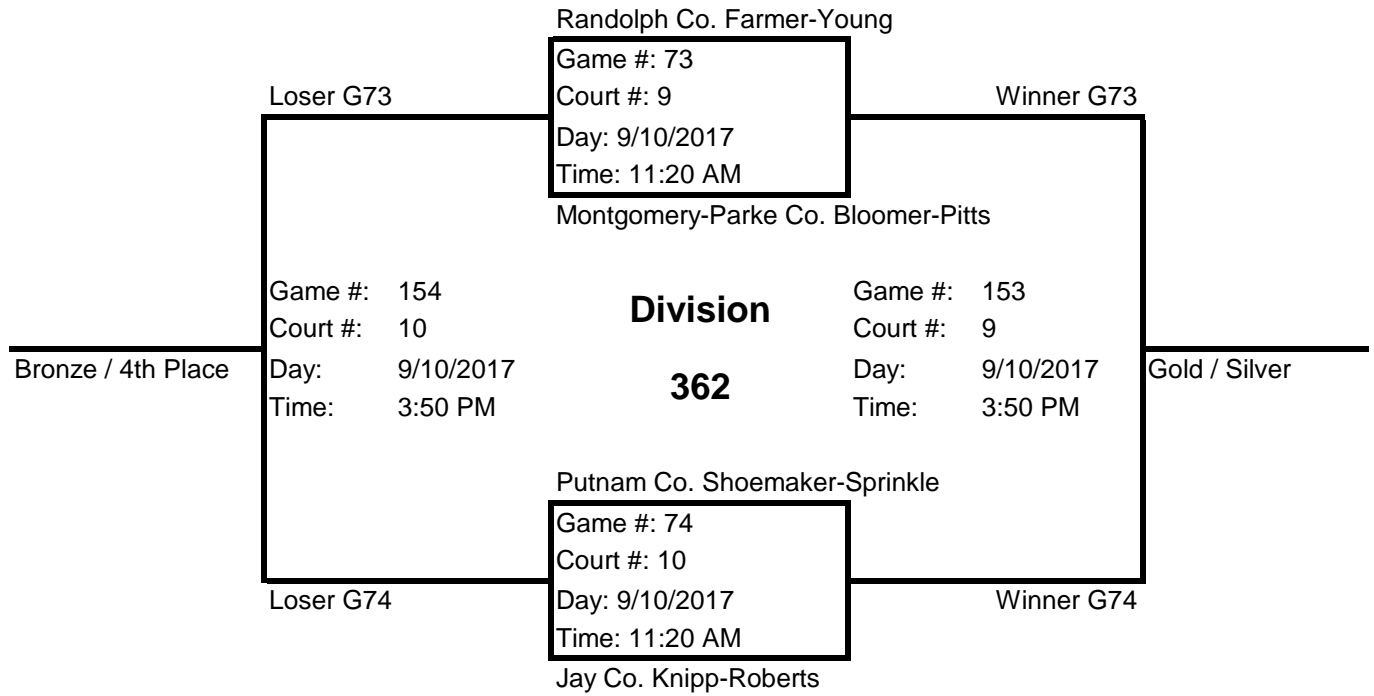 Randolph Co. Farmer-Young
Game #: 73
Loser G73
Court #: 9
Winner G73
Day: 9/10/2017
Time: 11:20 AM
Montgomery-Parke Co. Bloomer-Pitts
Game #: 154
Court #: 10
Bronze / 4th Place
Day: 9/10/2017
Time: 3:50 PM
Division
362
Game #: 153
Court #: 9
Day: 9/10/2017
Time: 3:50 PM
Gold / Silver
Putnam Co. Shoemaker-Sprinkle
Game #: 74
Court #: 10
Loser G74
Day: 9/10/2017
Winner G74
Time: 11:20 AM
Jay Co. Knipp-Roberts